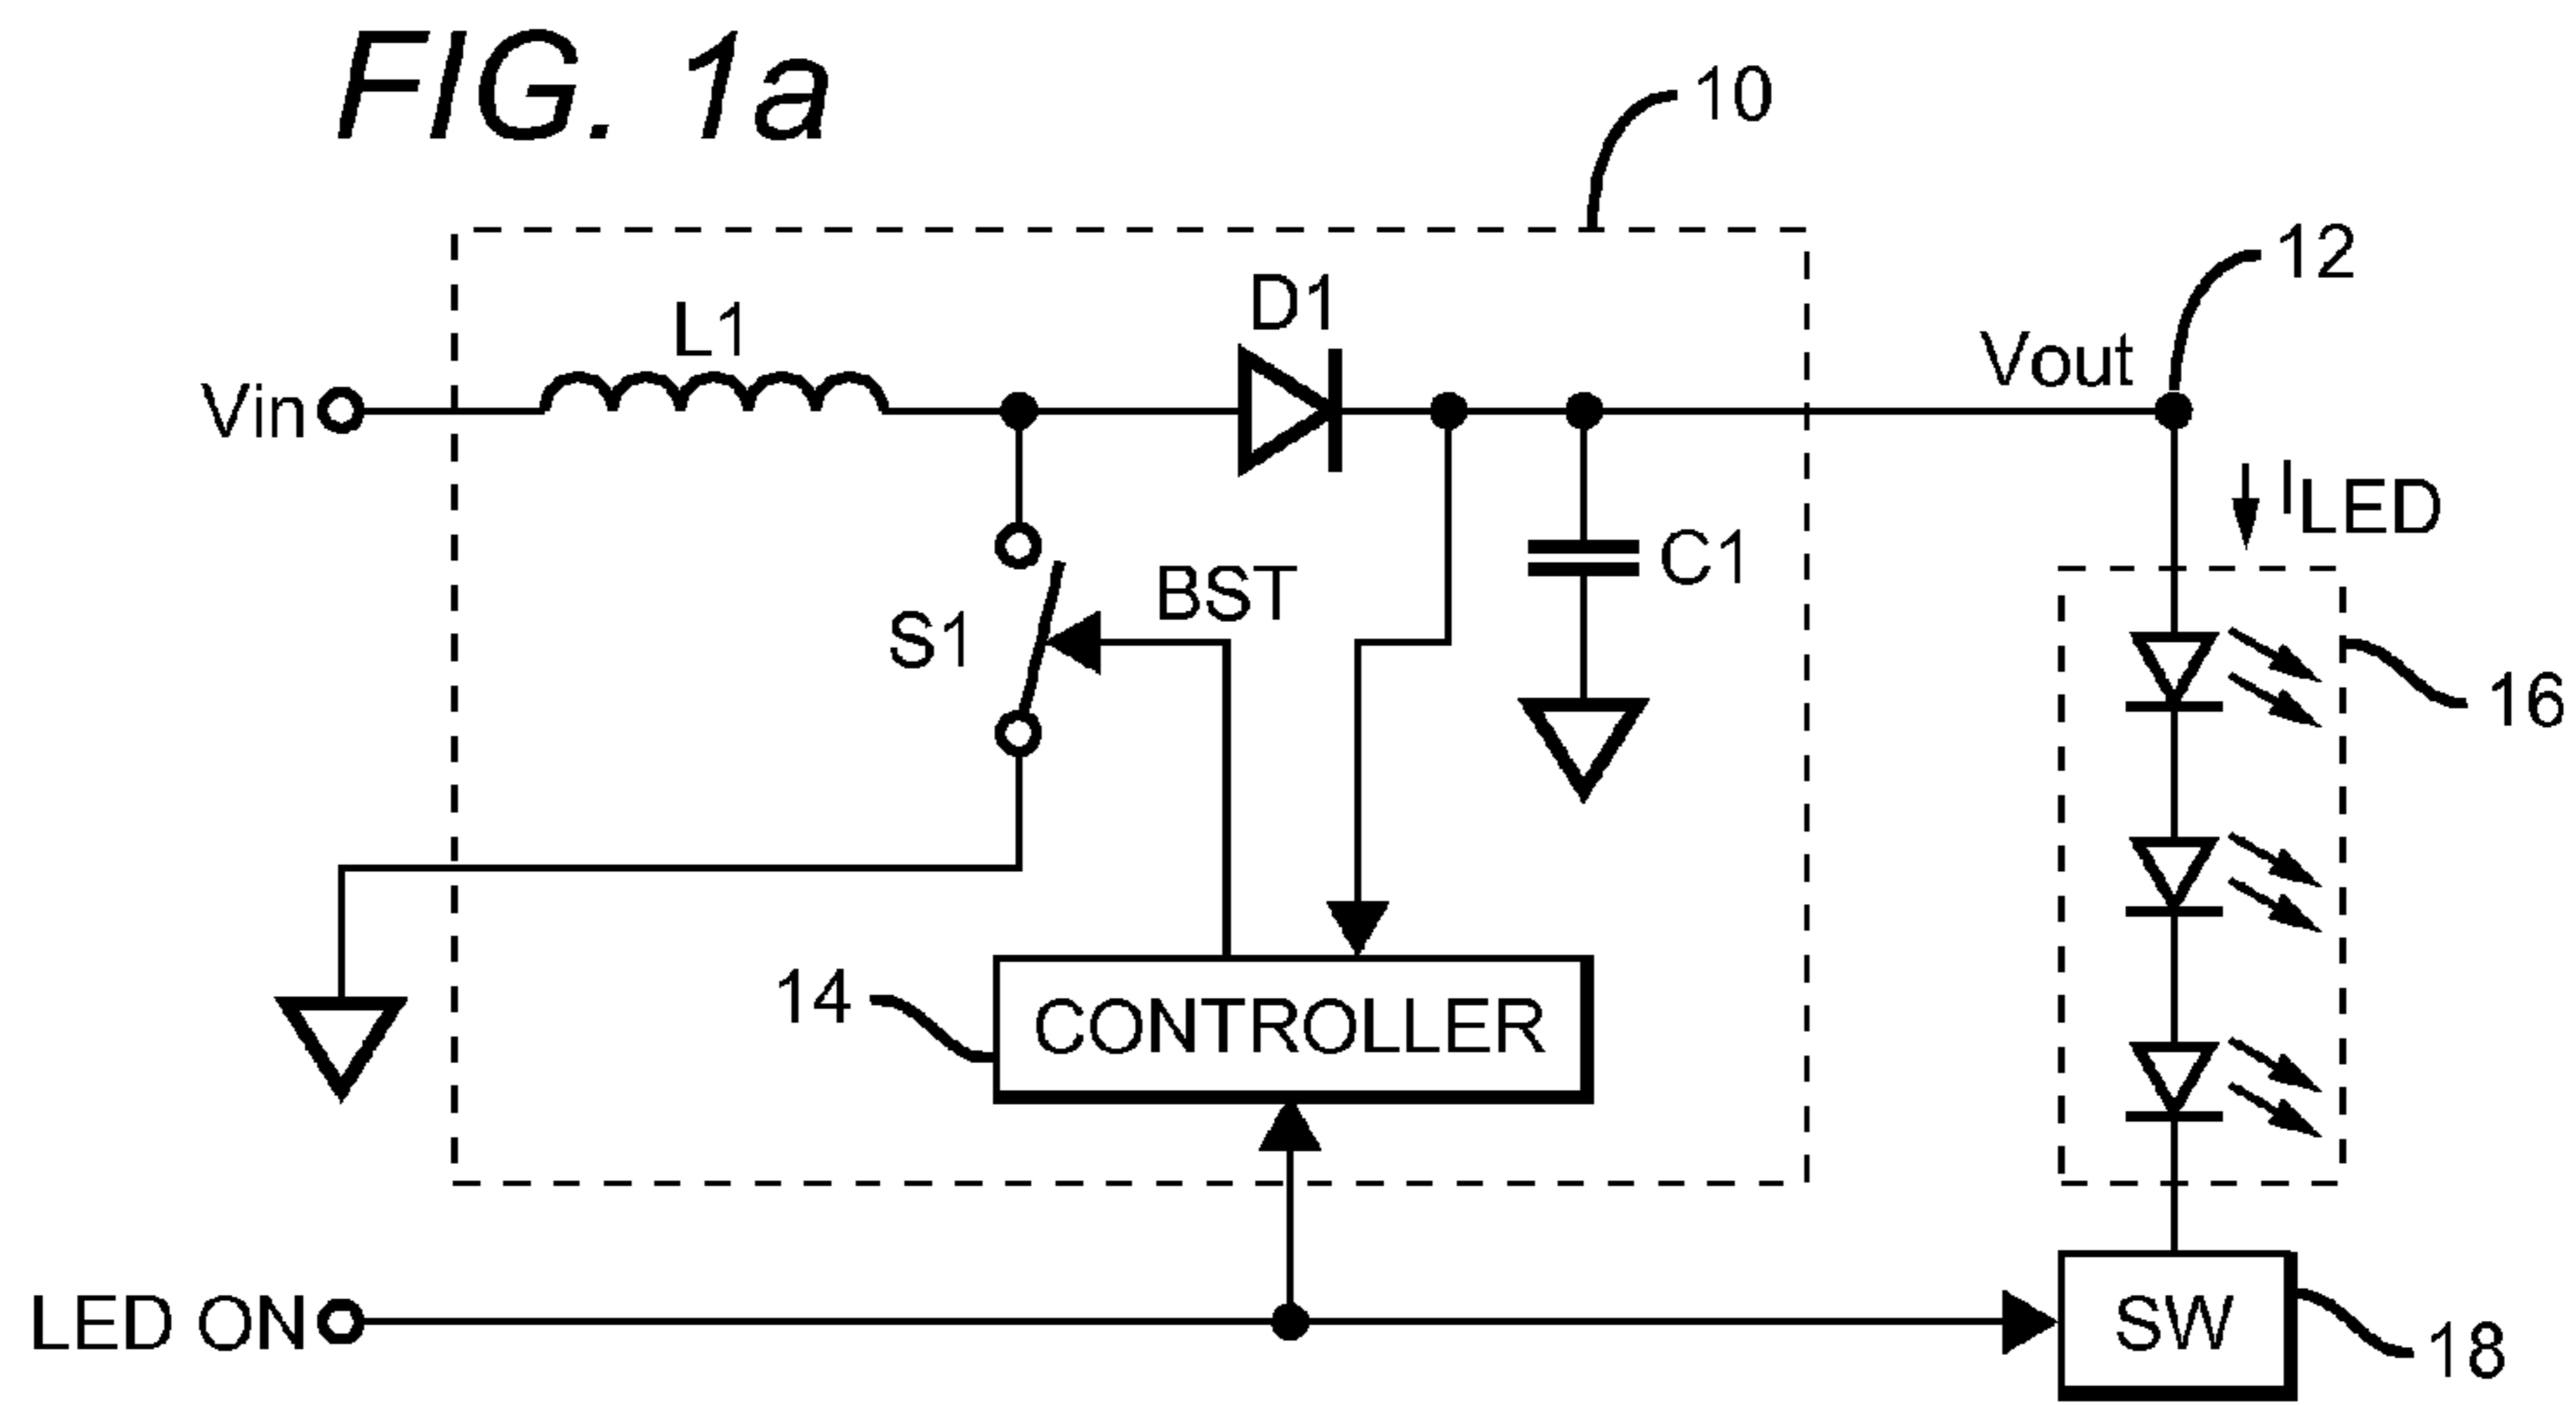 FIG. 1a
10
12
D1
L1
Vout
Vin
ILED
C1
BST
S1
16
14
CONTROLLER
LED ON
SW
18